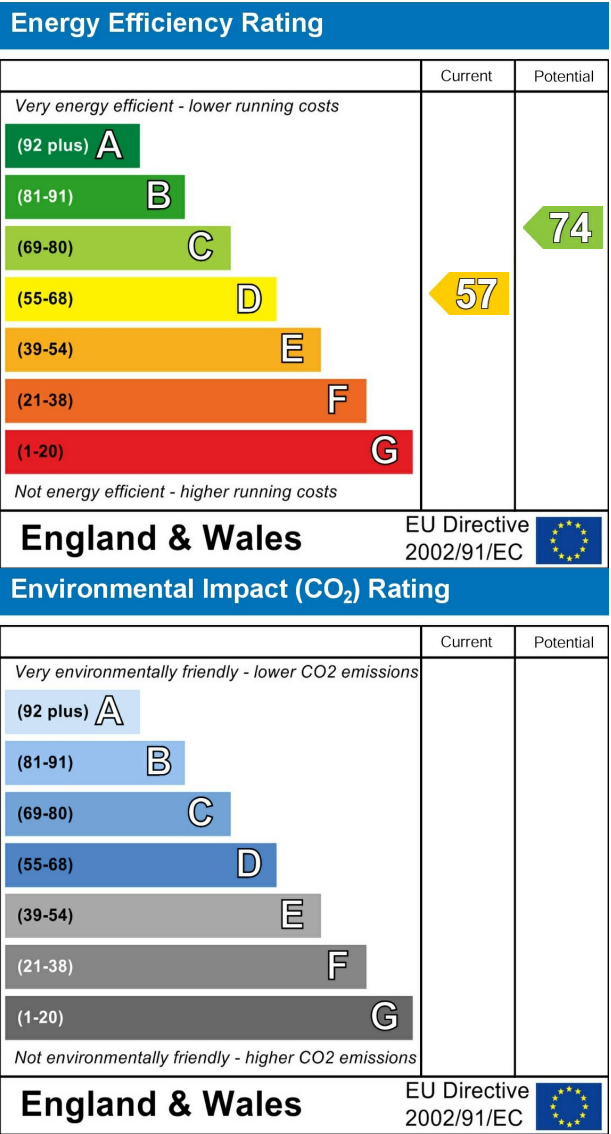 Energy Efficiency Rating
Current Potential
Very energy efficient - lower running costs
(92 plus) A
(81-91) B
(69-80) C
74
(55-68) D
57
(39-54) E
(21-38) F
(1-20) G
Not energy efficient - higher running costs
England & Wales
EU Directive
2002/91/EC
Environmental Impact (CO₂) Rating
Current Potential
Very environmentally friendly - lower CO2 emissions
(92 plus) A
(81-91) B
(69-80) C
(55-68) D
(39-54) E
(21-38) F
(1-20) G
Not environmentally friendly - higher CO2 emissions
England & Wales
EU Directive
2002/91/EC